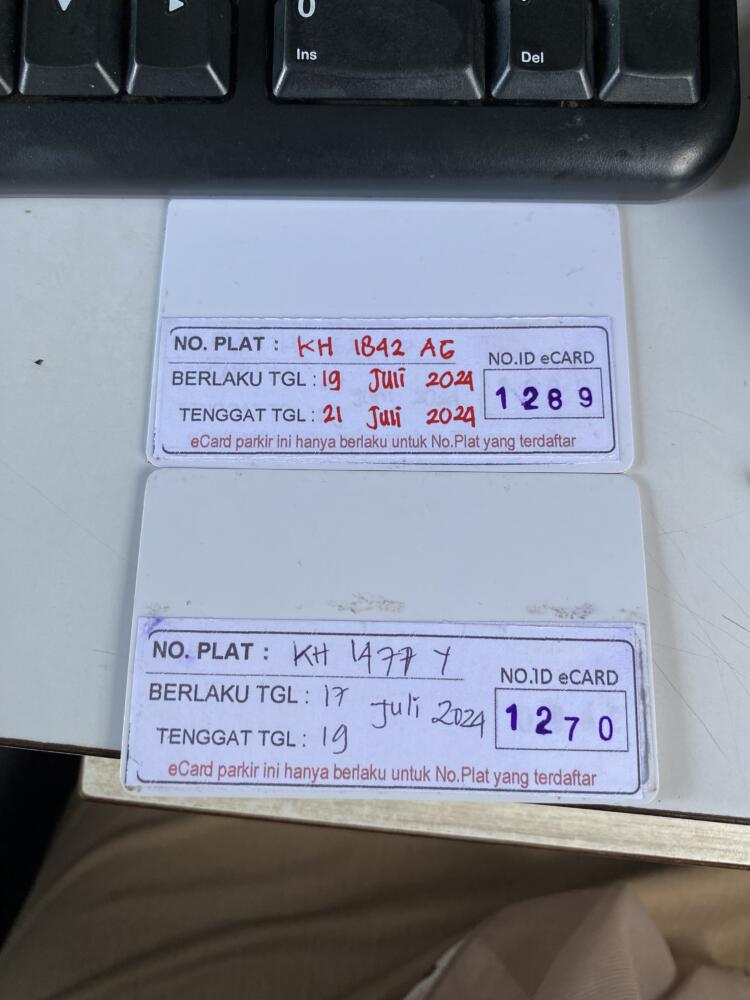 0
Ins
Del
NO. PLAT : KH 1842 AG
BERLAKU TGL : 19 Juli 2024
TENGGAT TGL : 21 Juli 2024
NO.ID eCARD
1289
eCard parkir ini hanya berlaku untuk No.Plat yang terdaftar
NO. PLAT : KH 1477 Y
BERLAKU TGL : 17 Juli 2024
TENGGAT TGL : 19
NO.ID eCARD
1270
eCard parkir ini hanya berlaku untuk No.Plat yang terdaftar